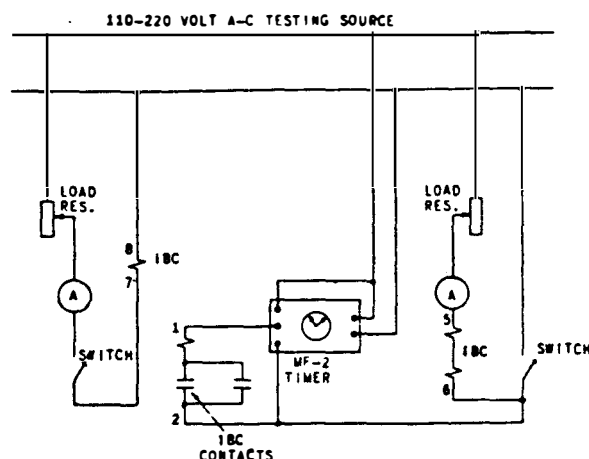 110-220 VOLT A-C TESTING SOURCE
LOAD
RES.
8
IBC
7
A
SWITCH
1
2
IBC
CONTACTS
MF-2
TIMER
LOAD
RES.
A
5
IBC
6
SWITCH